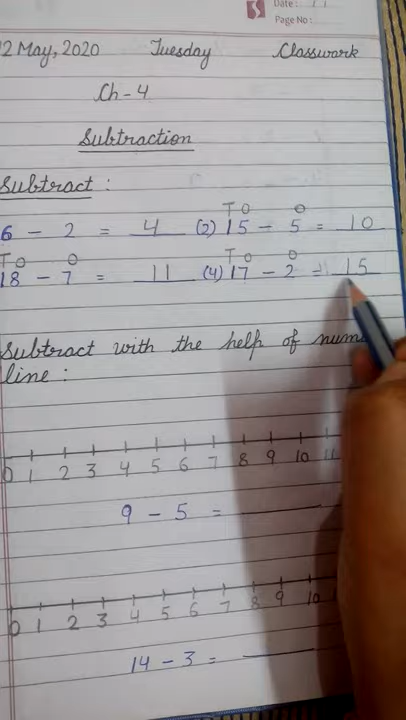 Date :
Page No :
2 May, 2020 Tuesday Classwork
Ch - 4
Subtraction
Subtract :
T O O
6 - 2 = 4 (2) 15 - 5 = 10
T O O T O O
18 - 7 = 11 (4) 17 - 2 = 15
Subtract with the help of num
line :
0 1 2 3 4 5 6 7 8 9 10 11
9 - 5 =
0 1 2 3 4 5 6 7 8 9 10
14 - 3 =